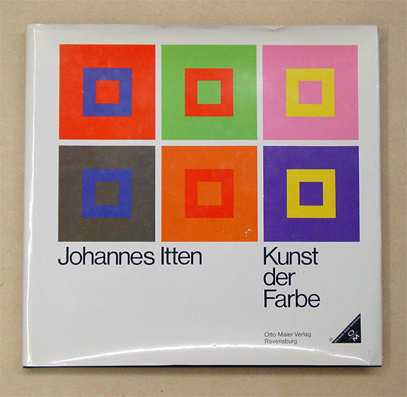 Johannes Itten
Kunst
der
Farbe
Otto Maier Verlag
Ravensburg